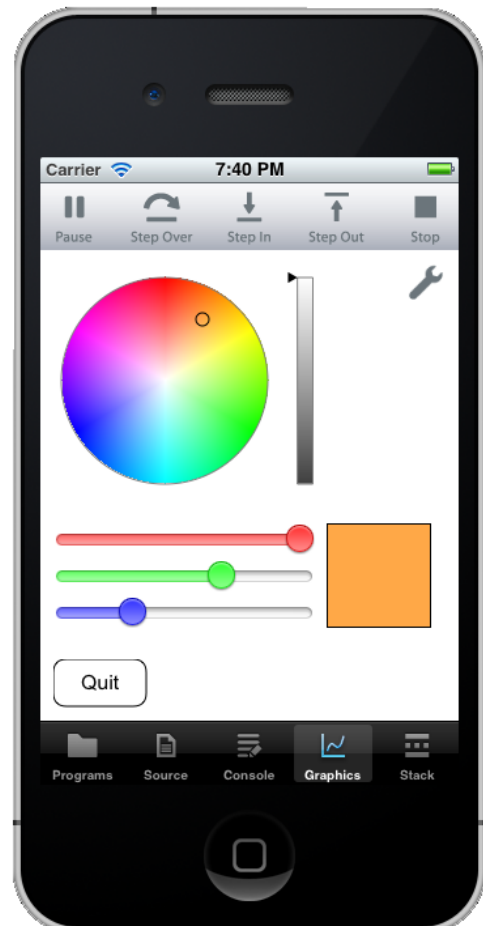 Carrier 7:40 PM
Pause Step Over Step In Step Out Stop
Quit
Programs Source Console Graphics Stack